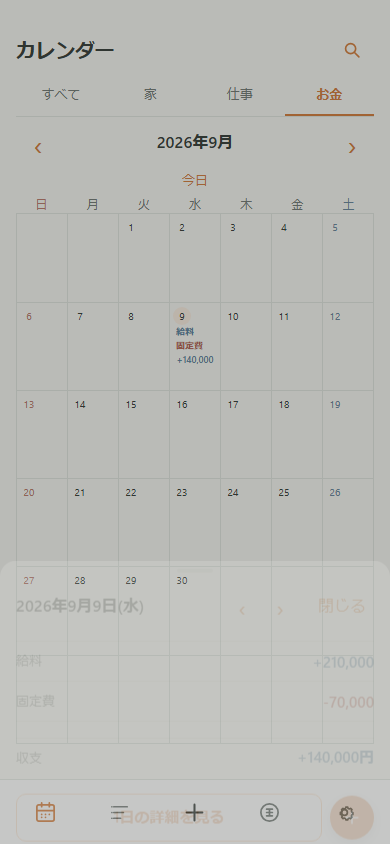 カレンダー
すべて 家 仕事 お金
‹ 2026年9月 ›
今日
日 月 火 水 木 金 土
1 2 3 4 5
6 7 8 9 10 11 12
給料
固定費
+140,000
13 14 15 16 17 18 19
20 21 22 23 24 25 26
27 28 29 30
2026年9月9日(水) ‹ › 閉じる
給料 +210,000
固定費 -70,000
収支 +140,000円
日の詳細を見る